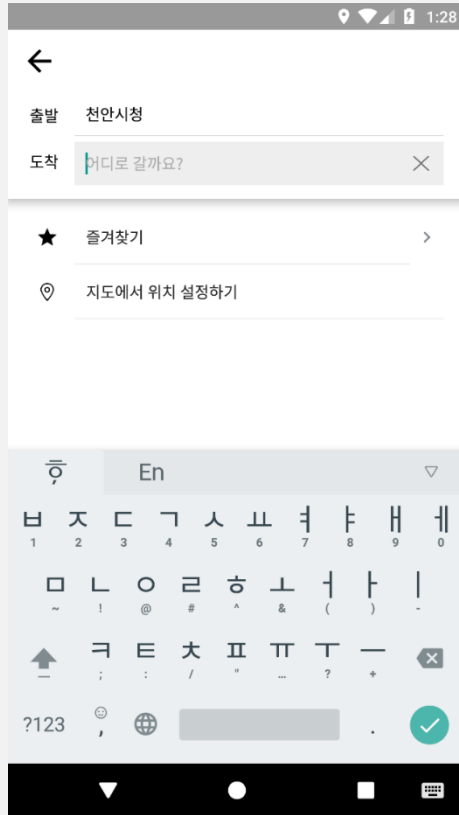 1:28
출발 천안시청
도착 어디로 갈까요?
즐겨찾기
지도에서 위치 설정하기
ㅎ En
ㅂ ㅈ ㄷ ㄱ ㅅ ㅛ ㅕ ㅑ ㅐ ㅔ
1 2 3 4 5 6 7 8 9 0
ㅁ ㄴ ㅇ ㄹ ㅎ ㅗ ㅓ ㅏ ㅣ
~ ! @ # ^ & ( ) -
ㅋ ㅌ ㅊ ㅍ ㅠ ㅜ ㅡ
; : / " … ? +
?123 , .